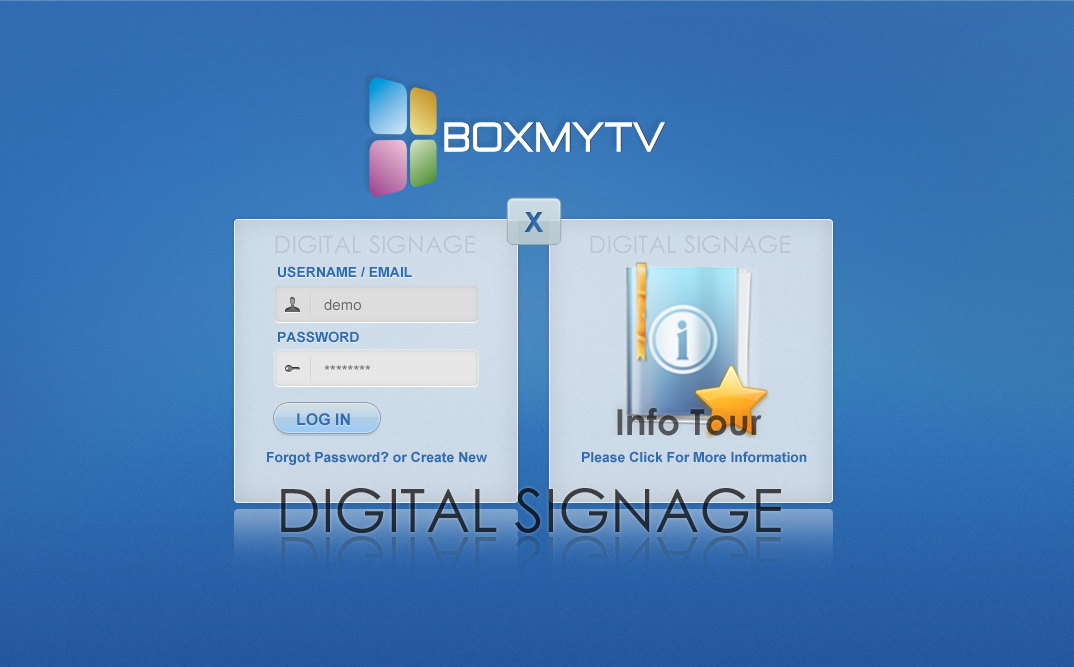 BOXMYTV
X
DIGITAL SIGNAGE
USERNAME / EMAIL
demo
PASSWORD
********
LOG IN
Forgot Password? or Create New
DIGITAL SIGNAGE
i
Info Tour
Please Click For More Information
DIGITAL SIGNAGE